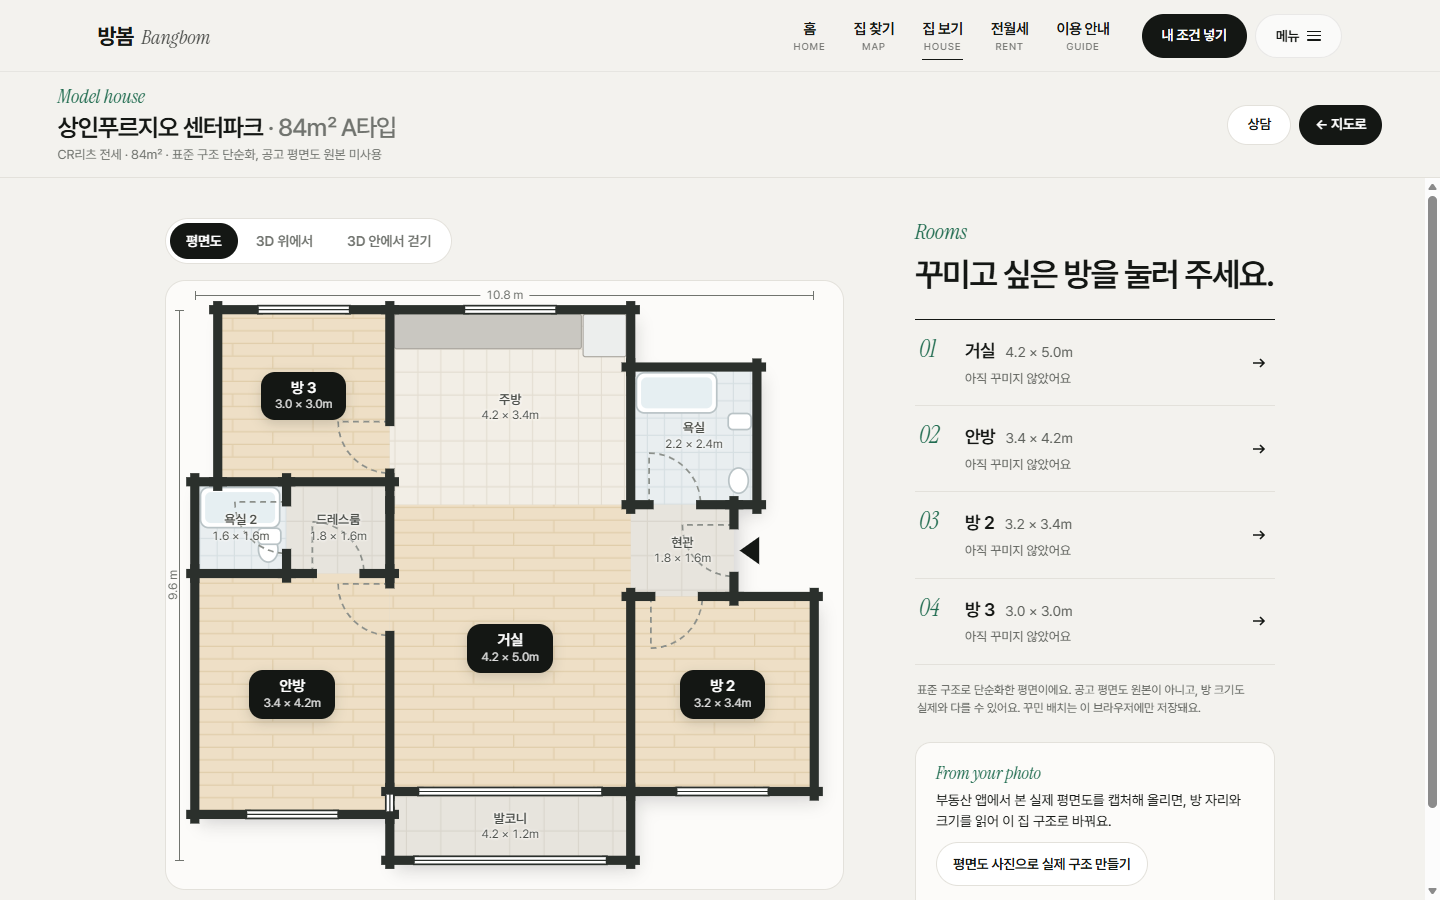 방봄 Bangbom
홈
HOME
집 찾기
MAP
집 보기
HOUSE
전월세
RENT
이용 안내
GUIDE
내 조건 넣기
메뉴
Model house
상인푸르지오 센터파크 · 84m² A타입
CR리츠 전세 · 84m² · 표준 구조 단순화, 공고 평면도 원본 미사용
상담
← 지도로
평면도
3D 위에서
3D 안에서 걷기
10.8 m
9.6 m
방 3
3.0 × 3.0m
주방
4.2 × 3.4m
욕실
2.2 × 2.4m
욕실 2
1.6 × 1.6m
드레스룸
1.8 × 1.6m
현관
1.8 × 1.6m
거실
4.2 × 5.0m
안방
3.4 × 4.2m
방 2
3.2 × 3.4m
발코니
4.2 × 1.2m
Rooms
꾸미고 싶은 방을 눌러 주세요.
01 거실 4.2 × 5.0m →
아직 꾸미지 않았어요
02 안방 3.4 × 4.2m →
아직 꾸미지 않았어요
03 방 2 3.2 × 3.4m →
아직 꾸미지 않았어요
04 방 3 3.0 × 3.0m →
아직 꾸미지 않았어요
표준 구조로 단순화한 평면이에요. 공고 평면도 원본이 아니고, 방 크기도
실제와 다를 수 있어요. 꾸민 배치는 이 브라우저에만 저장돼요.
From your photo
부동산 앱에서 본 실제 평면도를 캡처해 올리면, 방 자리와
크기를 읽어 이 집 구조로 바꿔요.
평면도 사진으로 실제 구조 만들기